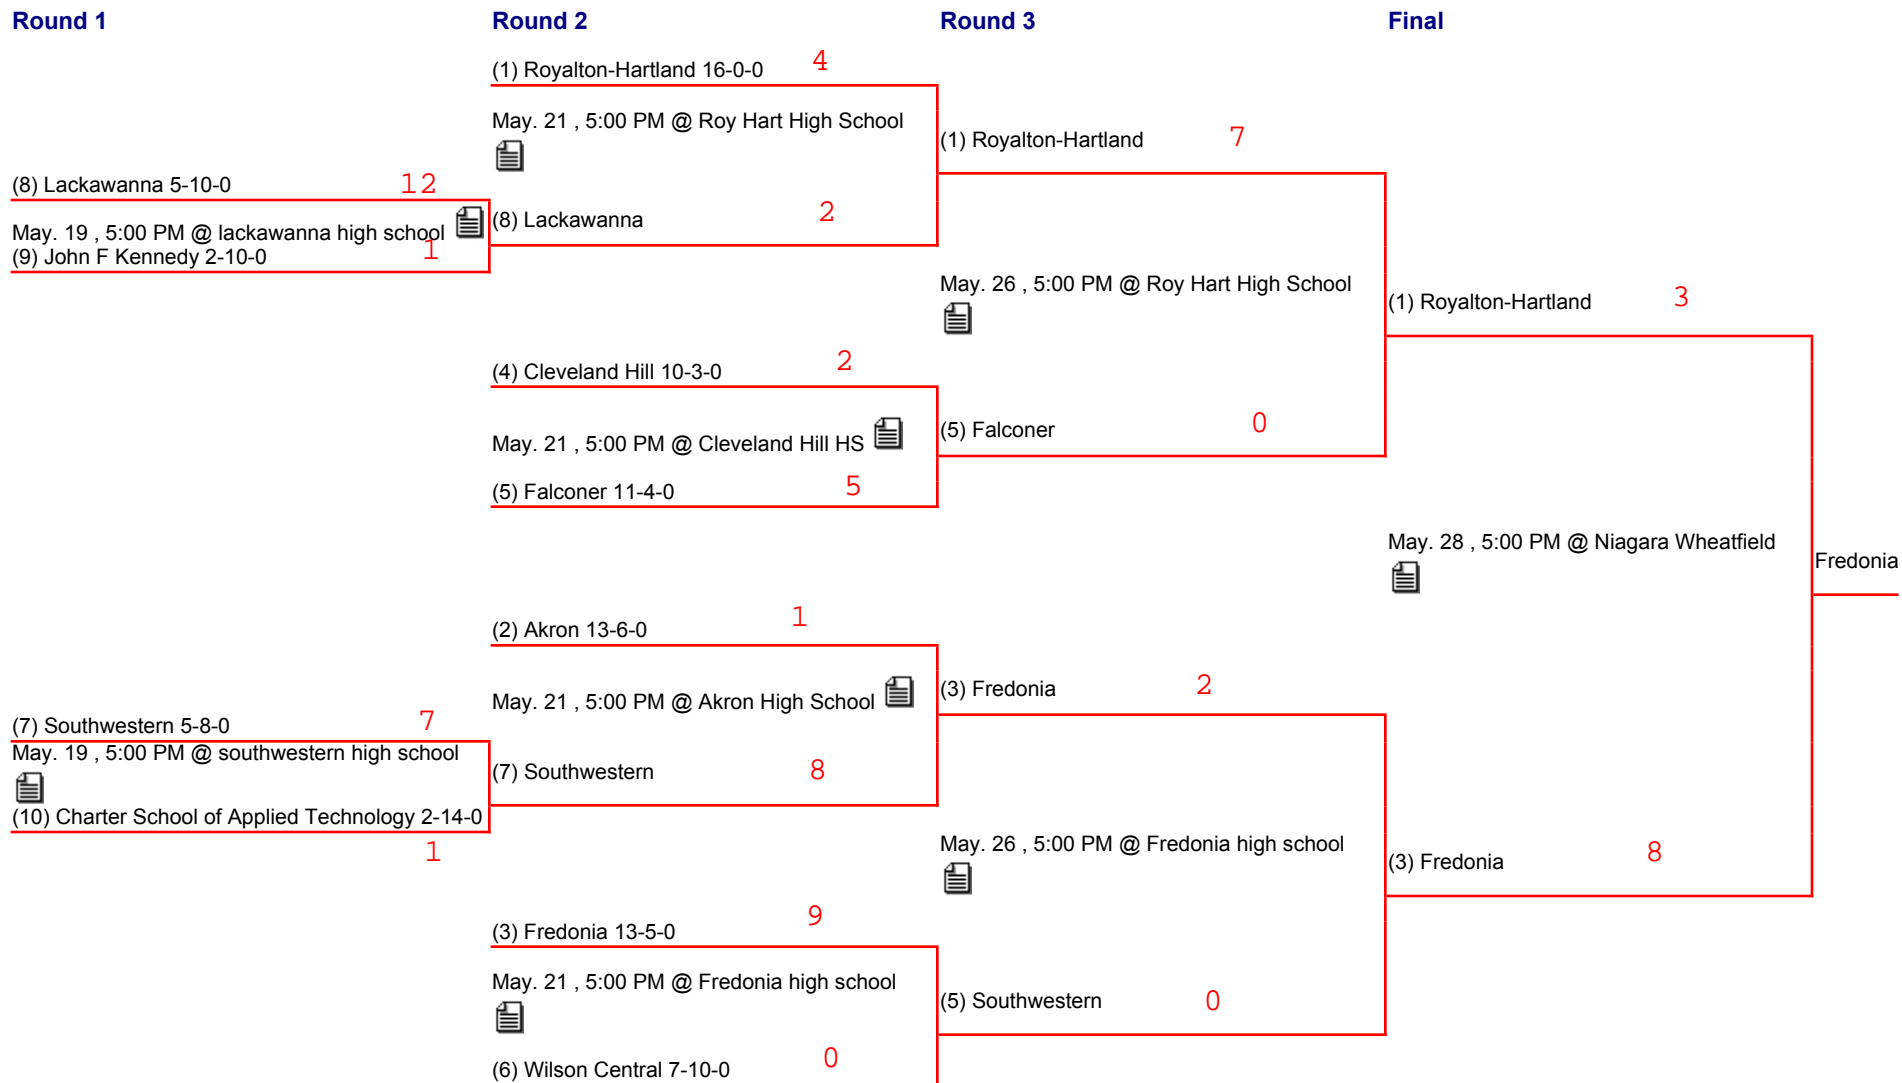 Round 1
Round 2
Round 3
Final
(1) Royalton-Hartland 16-0-0 4
May. 21 , 5:00 PM @ Roy Hart High School
(1) Royalton-Hartland 7
(8) Lackawanna 5-10-0 12
May. 19 , 5:00 PM @ lackawanna high school
(9) John F Kennedy 2-10-0 1
(8) Lackawanna 2
May. 26 , 5:00 PM @ Roy Hart High School
(1) Royalton-Hartland 3
(4) Cleveland Hill 10-3-0 2
May. 21 , 5:00 PM @ Cleveland Hill HS
(5) Falconer 0
(5) Falconer 11-4-0 5
May. 28 , 5:00 PM @ Niagara Wheatfield
Fredonia
(2) Akron 13-6-0 1
May. 21 , 5:00 PM @ Akron High School
(3) Fredonia 2
(7) Southwestern 5-8-0 7
May. 19 , 5:00 PM @ southwestern high school
(10) Charter School of Applied Technology 2-14-0
1
(7) Southwestern 8
May. 26 , 5:00 PM @ Fredonia high school
(3) Fredonia 8
(3) Fredonia 13-5-0 9
May. 21 , 5:00 PM @ Fredonia high school
(5) Southwestern 0
(6) Wilson Central 7-10-0 0